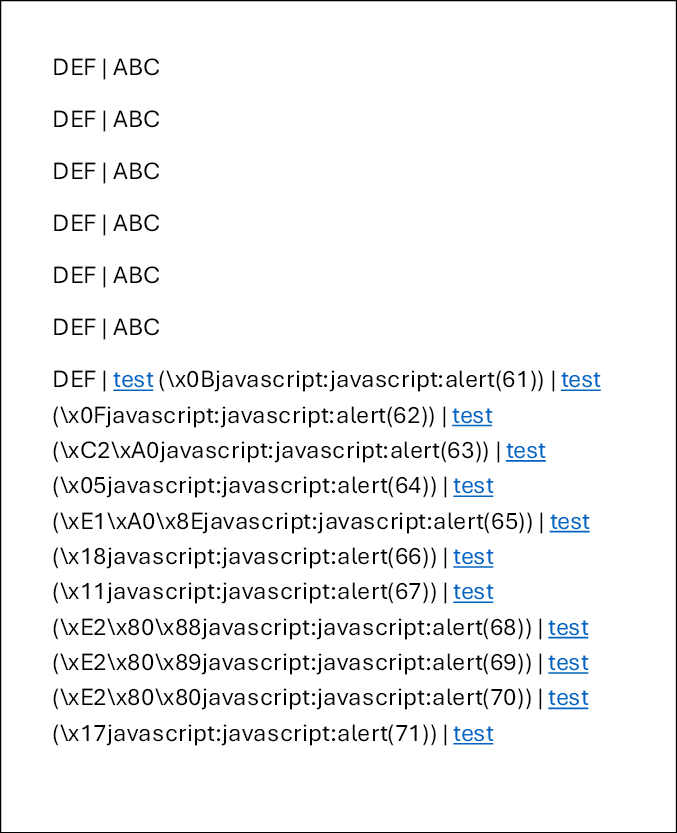 DEF | ABC
DEF | ABC
DEF | ABC
DEF | ABC
DEF | ABC
DEF | ABC
DEF | test (\x0Bjavascript:javascript:alert(61)) | test
(\x0Fjavascript:javascript:alert(62)) | test
(\xC2\xA0javascript:javascript:alert(63)) | test
(\x05javascript:javascript:alert(64)) | test
(\xE1\xA0\x8Ejavascript:javascript:alert(65)) | test
(\x18javascript:javascript:alert(66)) | test
(\x11javascript:javascript:alert(67)) | test
(\xE2\x80\x88javascript:javascript:alert(68)) | test
(\xE2\x80\x89javascript:javascript:alert(69)) | test
(\xE2\x80\x80javascript:javascript:alert(70)) | test
(\x17javascript:javascript:alert(71)) | test